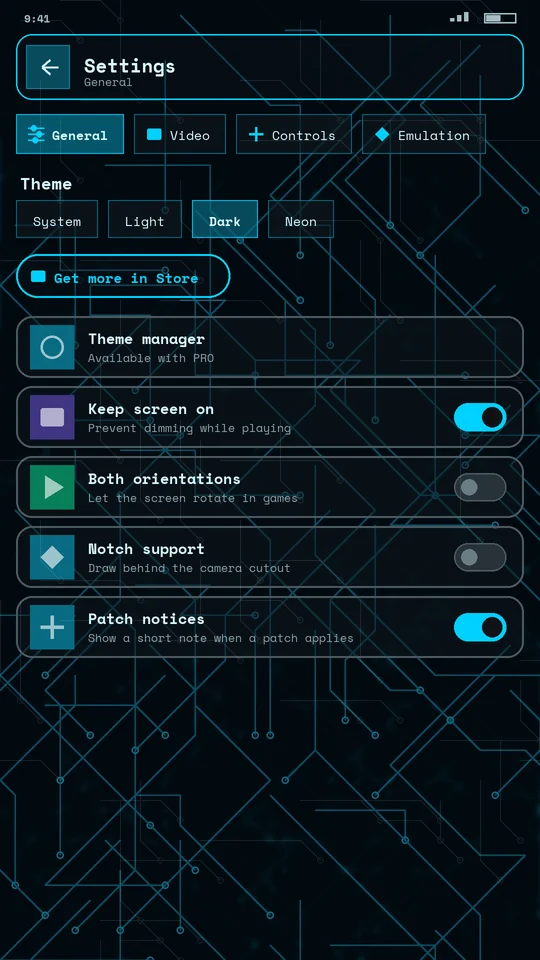 9:41
Settings
General
General
Video
Controls
Emulation
Theme
System
Light
Dark
Neon
Get more in Store
Theme manager
Available with PRO
Keep screen on
Prevent dimming while playing
Both orientations
Let the screen rotate in games
Notch support
Draw behind the camera cutout
Patch notices
Show a short note when a patch applies